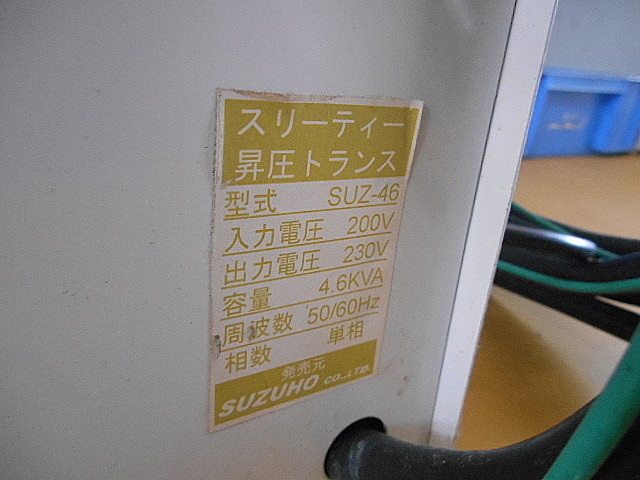 スリーティー
昇圧トランス
型式 SUZ-46
入力電圧 200V
出力電圧 230V
容量 4.6KVA
周波数 50/60Hz
相数 単相
発売元
SUZUHO CO.,LTD.